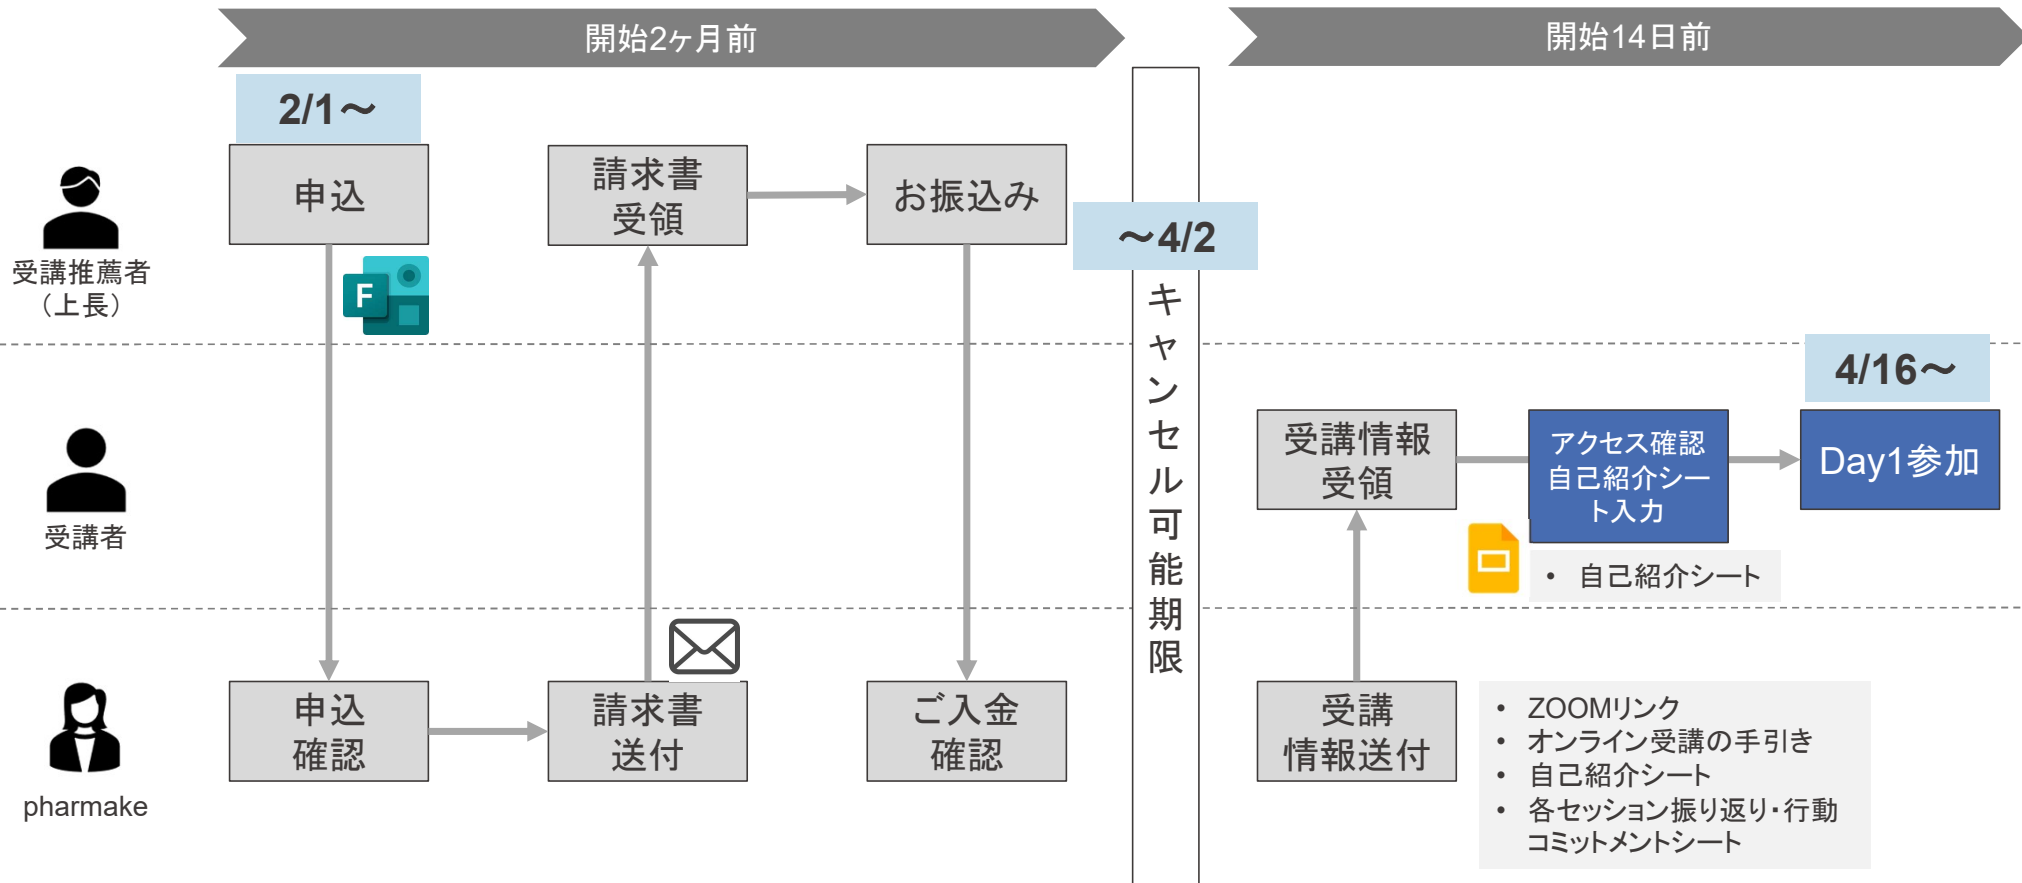 開始2ヶ月前
開始14日前
2/1～
申込
請求書
受領
お振込み
～4/2
キャンセル可能期限
受講推薦者
（上長）
F
4/16～
受講情報
受領
アクセス確認
自己紹介シー
ト入力
Day1参加
• 自己紹介シート
受講者
申込
確認
請求書
送付
ご入金
確認
受講
情報送付
• ZOOMリンク
• オンライン受講の手引き
• 自己紹介シート
• 各セッション振り返り・行動
コミットメントシート
pharmake